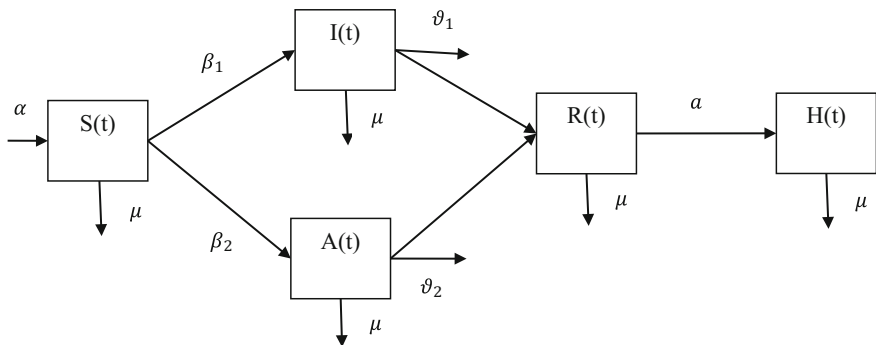 I(t)
ϑ1
β1
α
S(t)
μ
μ
R(t)
a
H(t)
β2
A(t)
μ
μ
ϑ2
μ